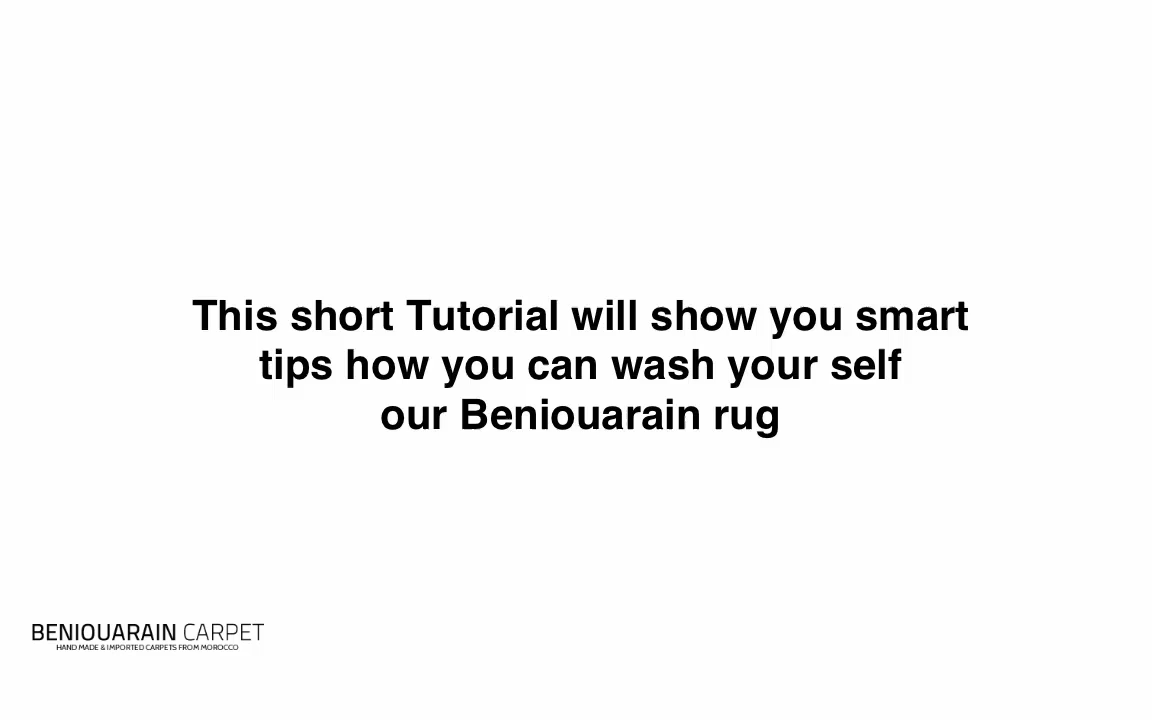 This short Tutorial will show you smart
tips how you can wash your self
our Beniouarain rug
BENIOUARAIN CARPET
HAND MADE & IMPORTED CARPETS FROM MOROCCO